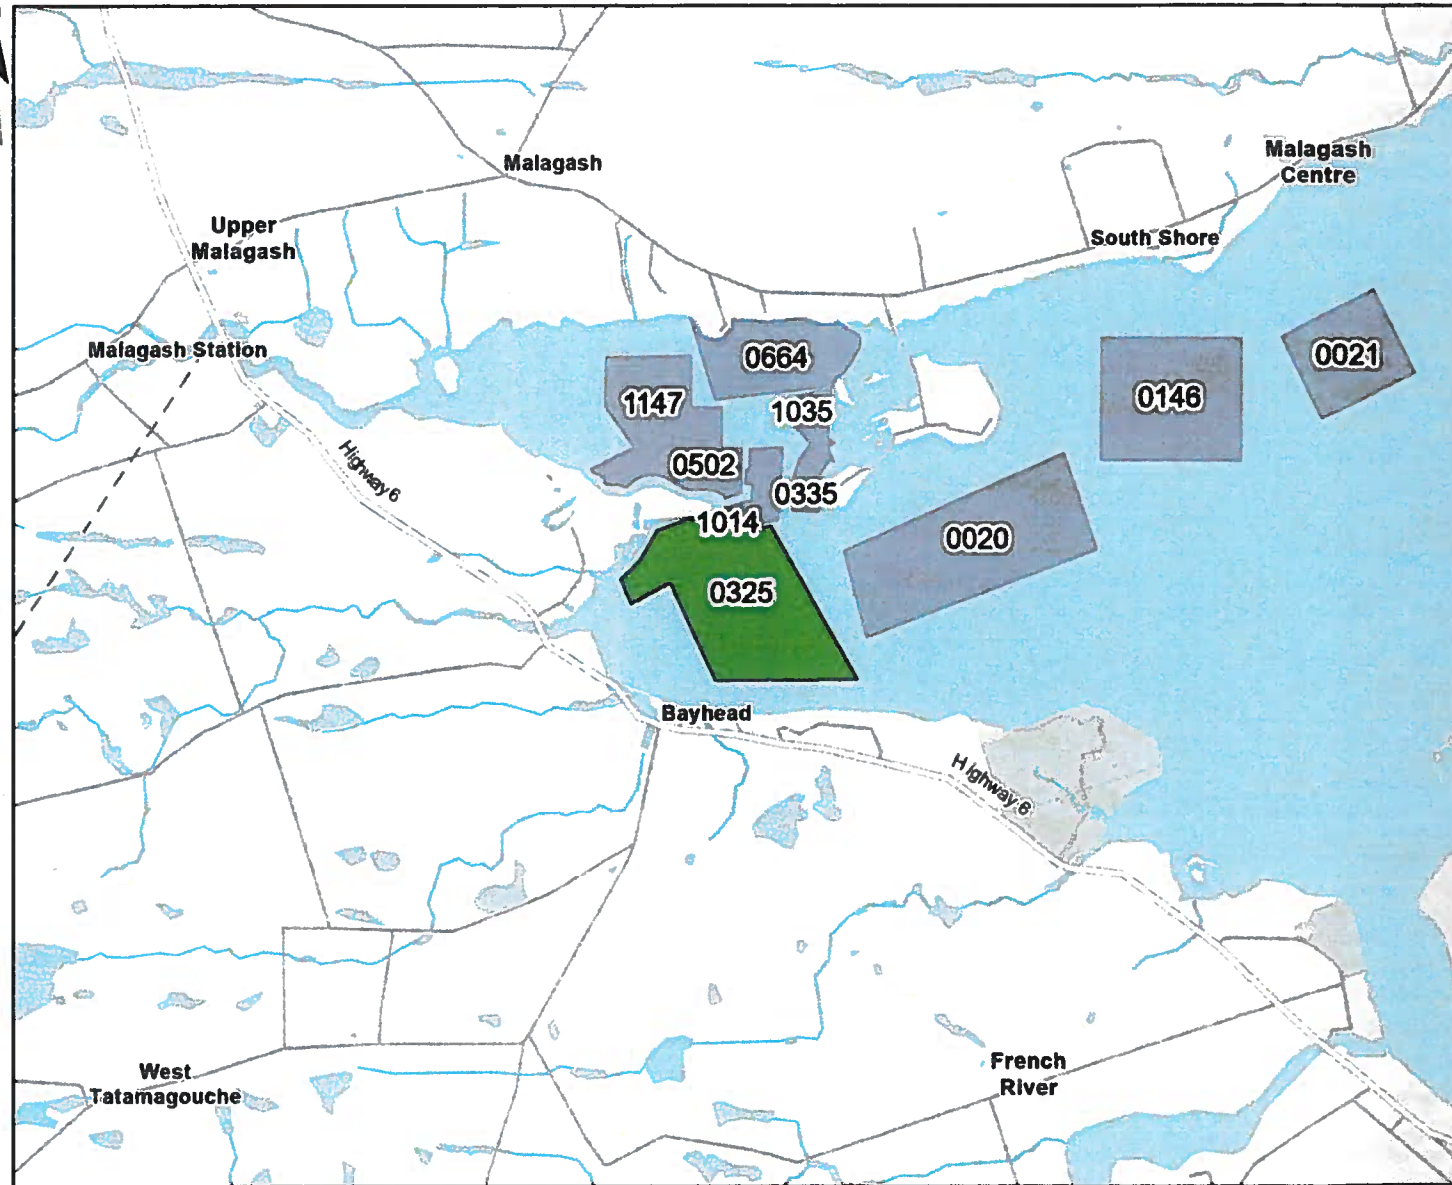 Malagash
Malagash
Centre
Upper
Malagash
South Shore
Malagash Station
0664
0021
1147
1035
0146
Highway 6
0502
0335
1014
0020
0325
Bayhead
Highway 6
West
Tatamagouche
French
River